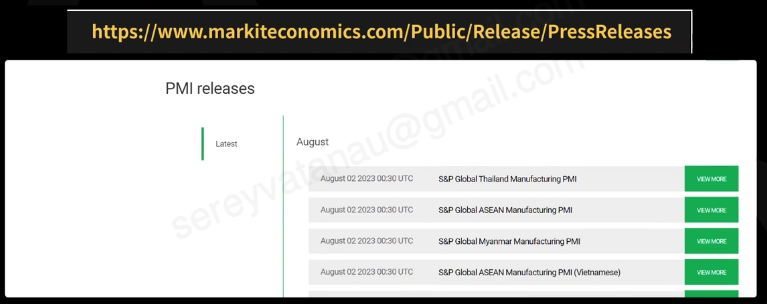 https://www.markiteconomics.com/Public/Release/PressReleases
PMI releases
Latest
August
August 02 2023 00:30 UTC S&P Global Thailand Manufacturing PMI VIEW MORE
August 02 2023 00:30 UTC S&P Global ASEAN Manufacturing PMI VIEW MORE
August 02 2023 00:30 UTC S&P Global Myanmar Manufacturing PMI VIEW MORE
August 02 2023 00:30 UTC S&P Global ASEAN Manufacturing PMI (Vietnamese) VIEW MORE
sereyvatanau@gmail.com